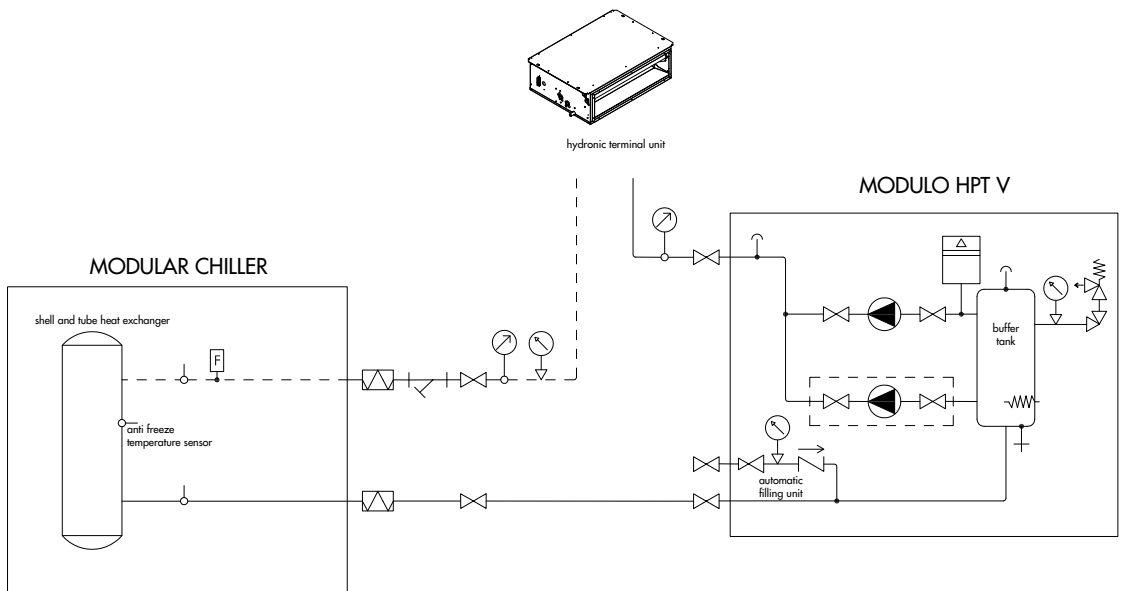 hydronic terminal unit
MODULO HPT V
MODULAR CHILLER
shell and tube heat exchanger
F
buffer
tank
anti freeze
temperature sensor
automatic
filling unit